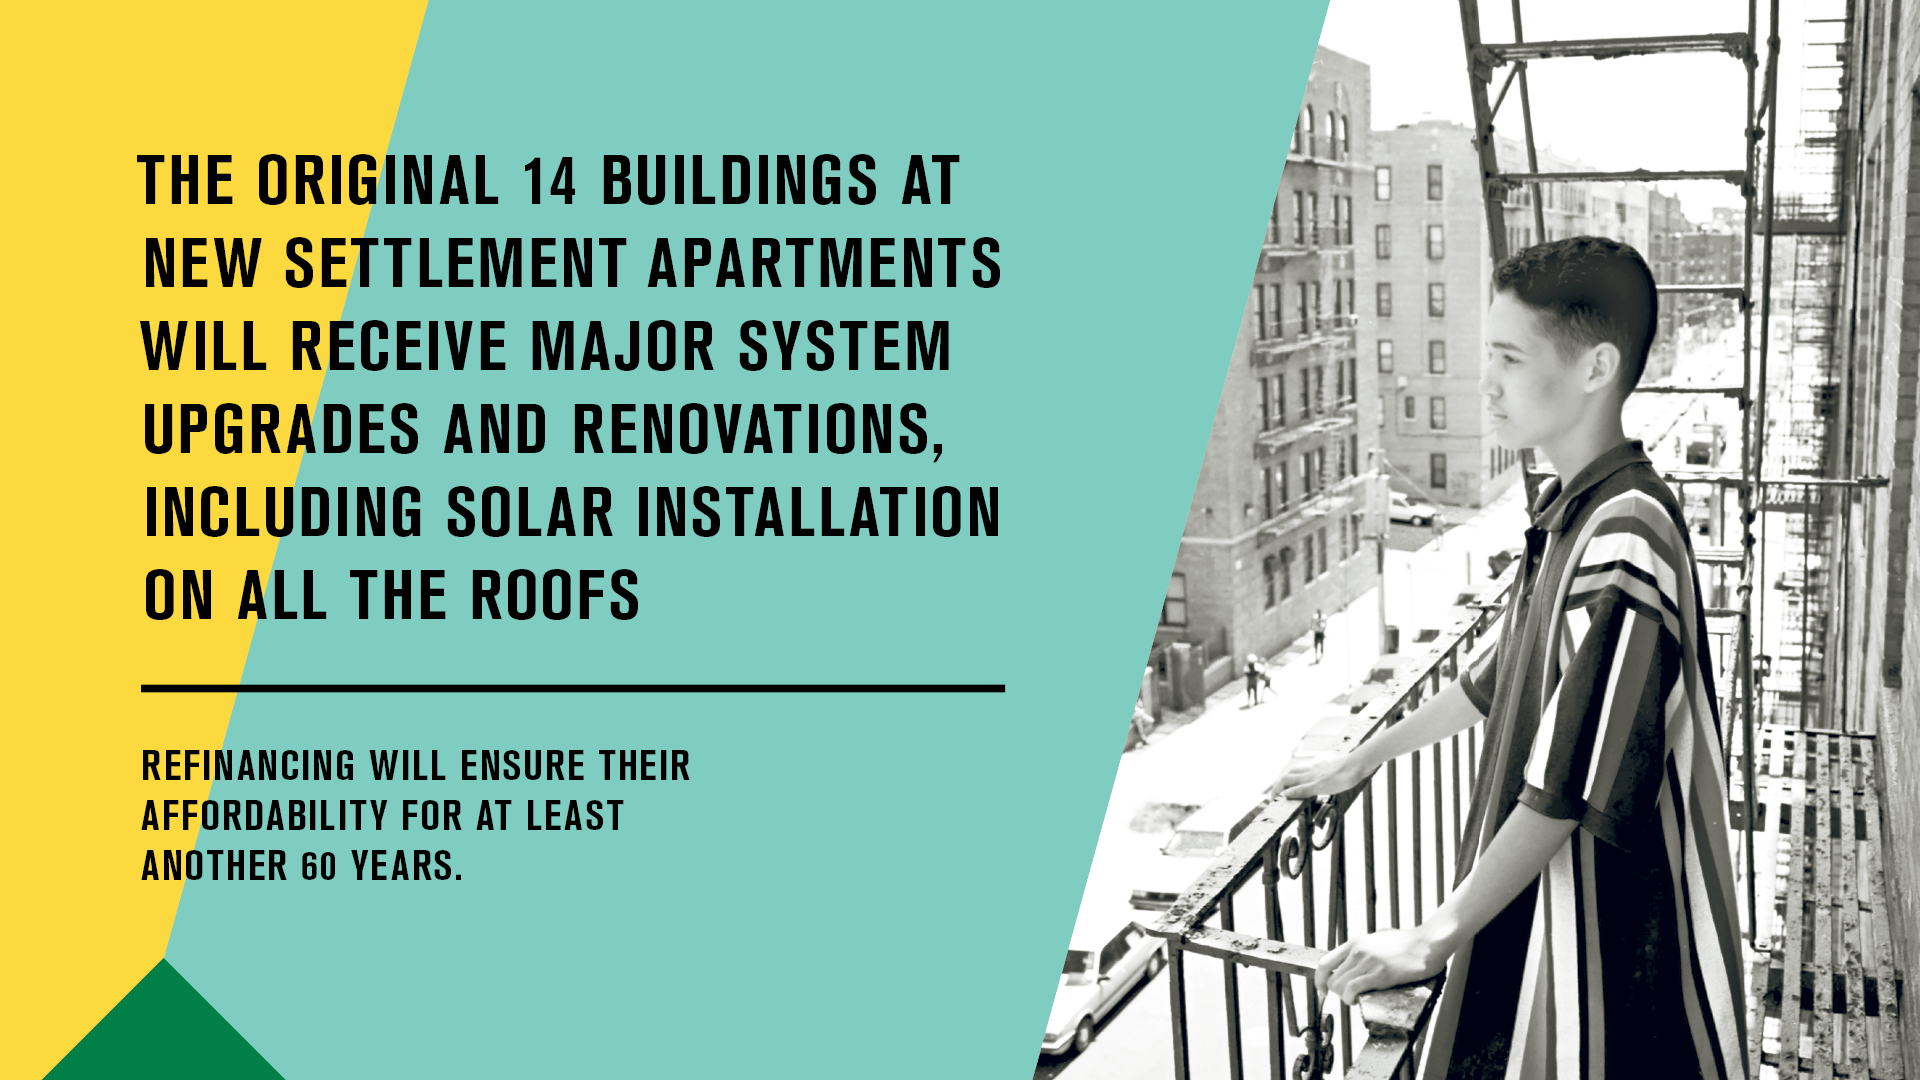 THE ORIGINAL 14 BUILDINGS AT
NEW SETTLEMENT APARTMENTS
WILL RECEIVE MAJOR SYSTEM
UPGRADES AND RENOVATIONS,
INCLUDING SOLAR INSTALLATION
ON ALL THE ROOFS
REFINANCING WILL ENSURE THEIR
AFFORDABILITY FOR AT LEAST
ANOTHER 60 YEARS.